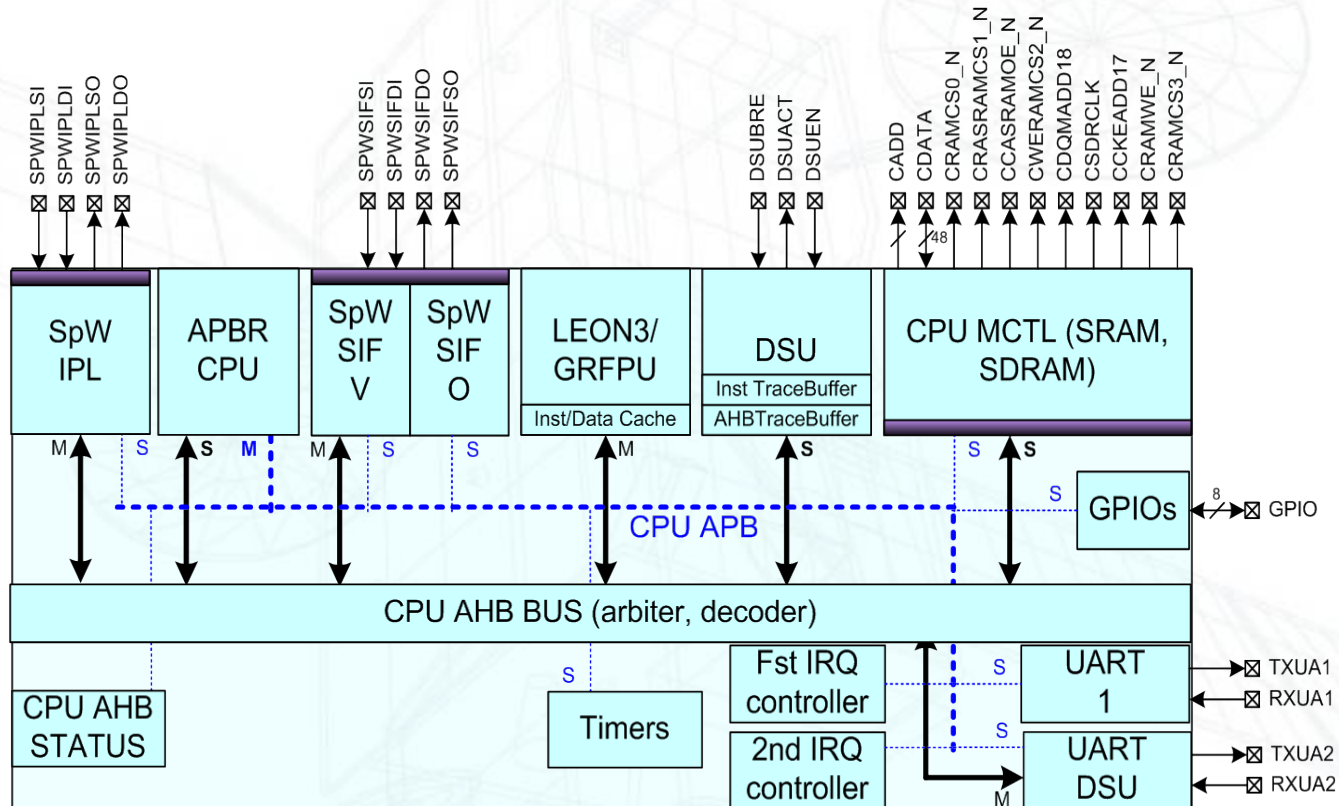 SPWIPLSI
SPWIPLDI
SPWIPLSO
SPWIPLDO
SPWSIFSI
SPWSIFDI
SPWSIFDO
SPWSIFSO
DSUBRE
DSUACT
DSUEN
CADD
CDATA
CRAMCS0_N
CRASRAMCS1_N
CCASRAMOE_N
CWERAMCS2_N
CDQMADD18
CSDRCLK
CCKEADD17
CRAMWE_N
CRAMCS3_N
48
SpW
IPL
APBR
CPU
SpW
SIF
V
SpW
SIF
O
LEON3/
GRFPU
Inst/Data Cache
DSU
Inst TraceBuffer
AHBTraceBuffer
CPU MCTL (SRAM,
SDRAM)
M
S
S
M
M
S
S
M
S
S
S
S
GPIOs
8
GPIO
CPU APB
CPU AHB BUS (arbiter, decoder)
CPU AHB
STATUS
S
Timers
Fst IRQ
controller
S
UART
1
TXUA1
RXUA1
2nd IRQ
controller
S
UART
DSU
M
TXUA2
RXUA2